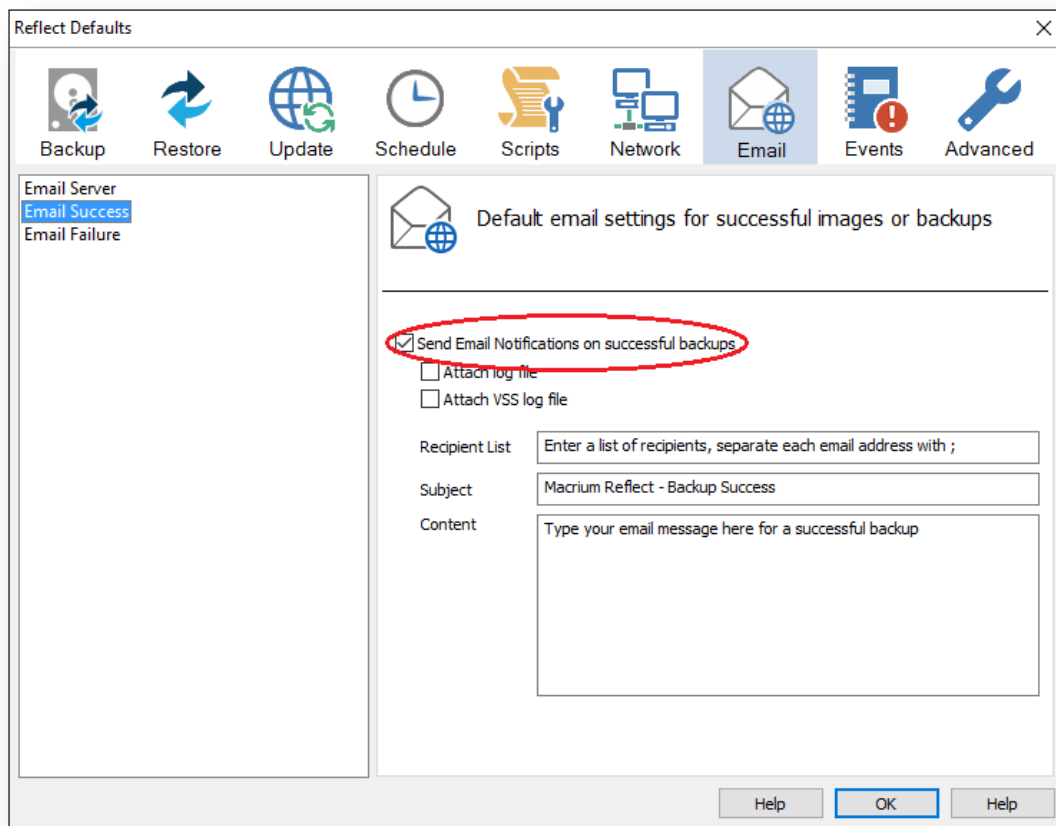 Reflect Defaults
Backup Restore Update Schedule Scripts Network Email Events Advanced
Email Server
Email Success
Email Failure
Default email settings for successful images or backups
Send Email Notifications on successful backups
Attach log file
Attach VSS log file
Recipient List Enter a list of recipients, separate each email address with ;
Subject Macrium Reflect - Backup Success
Content Type your email message here for a successful backup
Help OK Help